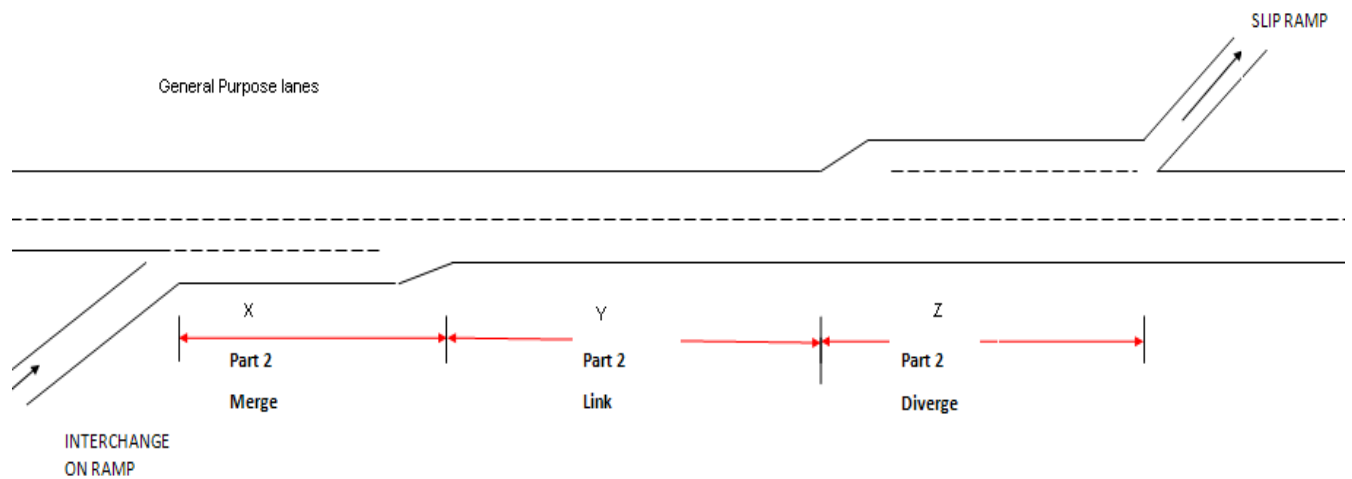 SLIP RAMP
General Purpose lanes
X
Y
Z
Part 2
Part 2
Part 2
Merge
Link
Diverge
INTERCHANGE
ON RAMP